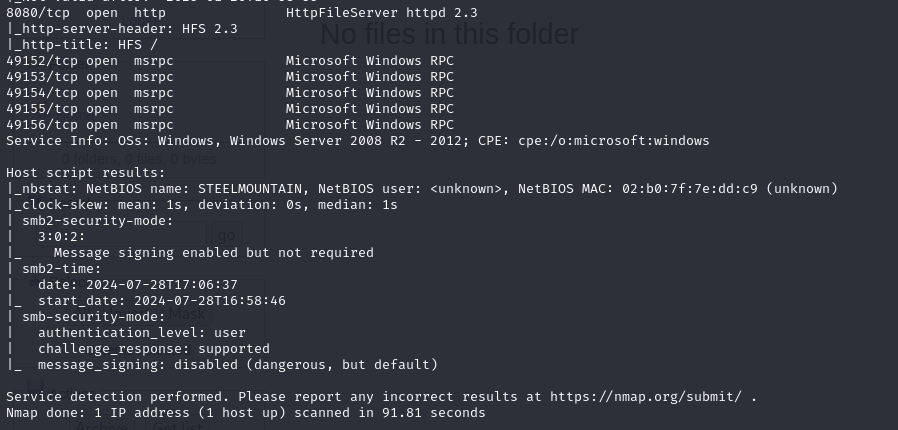 8080/tcp open  http               HttpFileServer httpd 2.3
|_http-server-header: HFS 2.3
No files in this folder
|_http-title: HFS /
49152/tcp open  msrpc              Microsoft Windows RPC
49153/tcp open  msrpc              Microsoft Windows RPC
49154/tcp open  msrpc              Microsoft Windows RPC
49155/tcp open  msrpc              Microsoft Windows RPC
49156/tcp open  msrpc              Microsoft Windows RPC
Service Info: OSs: Windows, Windows Server 2008 R2 - 2012; CPE: cpe:/o:microsoft:windows
0 folders, 0 files, 0 bytes
Host script results:
|_nbstat: NetBIOS name: STEELMOUNTAIN, NetBIOS user: <unknown>, NetBIOS MAC: 02:b0:7f:7e:dd:c9 (unknown)
|_clock-skew: mean: 1s, deviation: 0s, median: 1s
| smb2-security-mode:
|   3:0:2:
go
|_    Message signing enabled but not required
| smb2-time:
|   date: 2024-07-28T17:06:37
|_  start_date: 2024-07-28T16:58:46
| smb-security-mode:
Mask
|   authentication_level: user
|   challenge_response: supported
|_  message_signing: disabled (dangerous, but default)
Service detection performed. Please report any incorrect results at https://nmap.org/submit/ .
Nmap done: 1 IP address (1 host up) scanned in 91.81 seconds
Archive
Get list